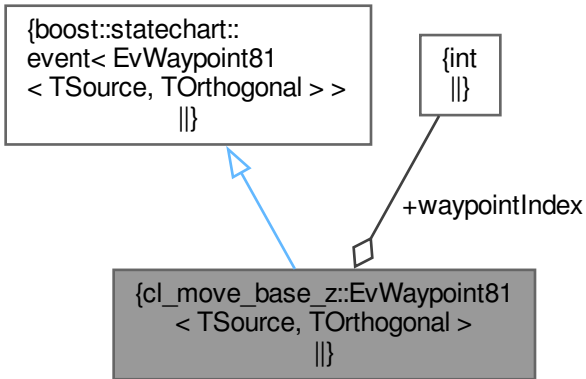 {boost::statechart::
event< EvWaypoint81
< TSource, TOrthogonal > >
||}
{int
||}
+waypointIndex
{cl_move_base_z::EvWaypoint81
< TSource, TOrthogonal >
||}